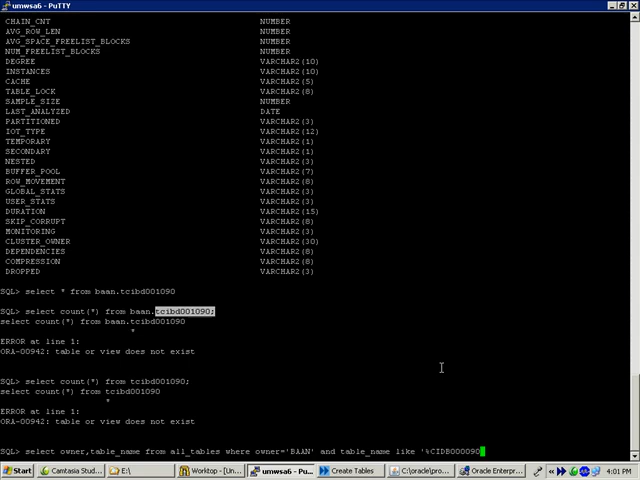 umwsa6 - PuTTY
CHAIN_CNT NUMBER
AVG_ROW_LEN NUMBER
AVG_SPACE_FREELIST_BLOCKS NUMBER
NUM_FREELIST_BLOCKS NUMBER
DEGREE VARCHAR2(10)
INSTANCES VARCHAR2(10)
CACHE VARCHAR2(5)
TABLE_LOCK VARCHAR2(8)
SAMPLE_SIZE NUMBER
LAST_ANALYZED DATE
PARTITIONED VARCHAR2(3)
IOT_TYPE VARCHAR2(12)
TEMPORARY VARCHAR2(1)
SECONDARY VARCHAR2(1)
NESTED VARCHAR2(3)
BUFFER_POOL VARCHAR2(7)
ROW_MOVEMENT VARCHAR2(8)
GLOBAL_STATS VARCHAR2(3)
USER_STATS VARCHAR2(3)
DURATION VARCHAR2(15)
SKIP_CORRUPT VARCHAR2(8)
MONITORING VARCHAR2(3)
CLUSTER_OWNER VARCHAR2(30)
DEPENDENCIES VARCHAR2(8)
COMPRESSION VARCHAR2(8)
DROPPED VARCHAR2(3)
SQL> select * from baan.tcibd001090
SQL> select count(*) from baan.tcibd001090;
select count(*) from baan.tcibd001090
*
ERROR at line 1:
ORA-00942: table or view does not exist
SQL> select count(*) from tcibd001090;
select count(*) from tcibd001090
*
ERROR at line 1:
ORA-00942: table or view does not exist
SQL> select owner,table_name from all_tables where owner='BAAN' and table_name like '%CIDB000090
Start Camtasia Stud... E:\ Worktop - [Un... umwsa6 - PuTTY Create Tables C:\oracle\pro... Oracle Enterpr... 4:01 PM